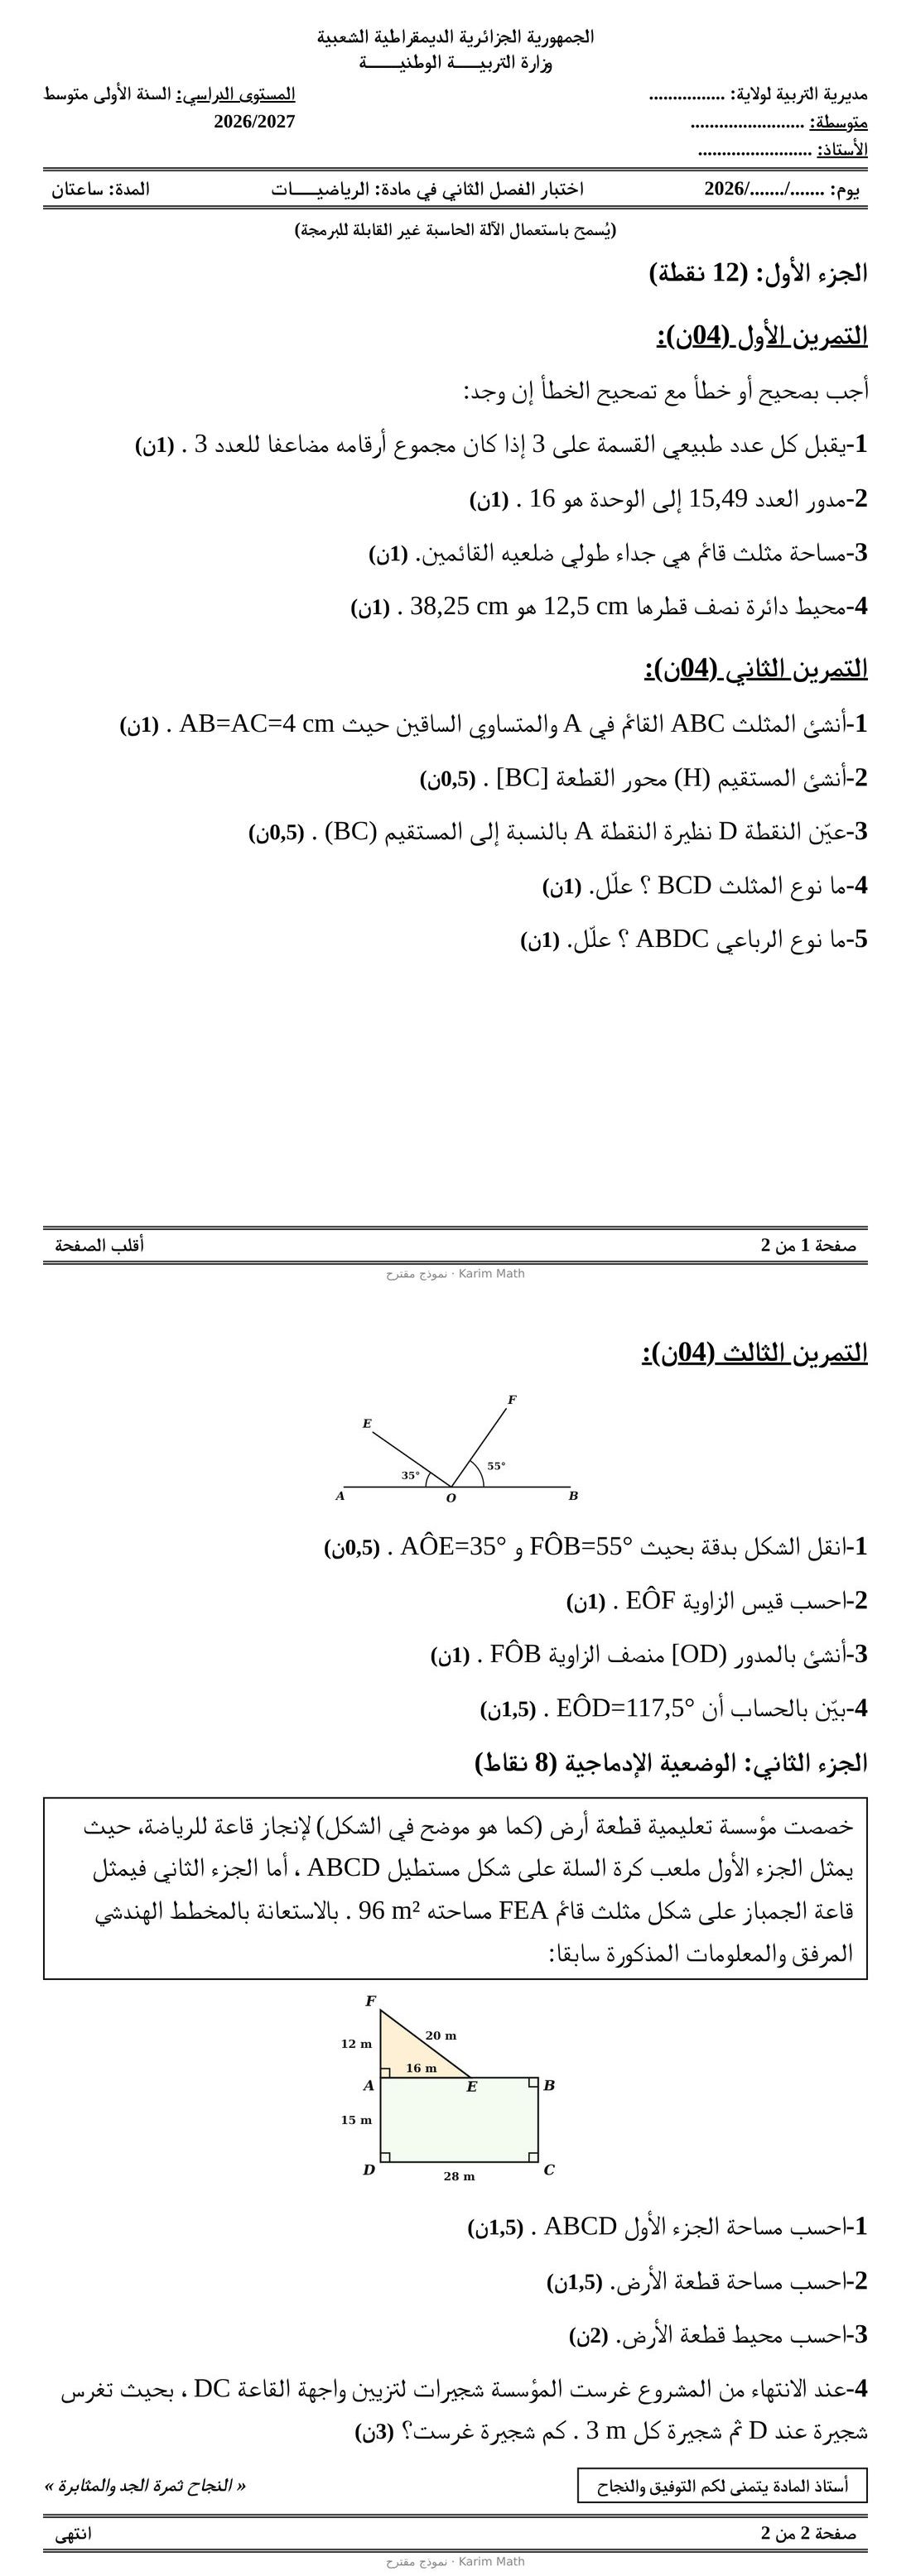 الجمهورية الجزائرية الديمقراطية الشعبية
وزارة التربيـــــة الوطنيـــــــة
مديرية التربية لولاية: ................
المستوى الدراسي: السنة الأولى متوسط
متوسطة: ........................
2026/2027
الأستاذ: ........................
يوم: ......./......./2026
اختبار الفصل الثاني في مادة: الرياضيـــــات
المدة: ساعتان
(يُسمح باستعمال الآلة الحاسبة غير القابلة للبرمجة)
الجزء الأول: (12 نقطة)
التمرين الأول (04ن):
أجب بصحيح أو خطأ مع تصحيح الخطأ إن وجد:
1-يقبل كل عدد طبيعي القسمة على 3 إذا كان مجموع أرقامه مضاعفا للعدد 3 . (1ن)
2-مدور العدد 15,49 إلى الوحدة هو 16 . (1ن)
3-مساحة مثلث قائم هي جداء طولي ضلعيه القائمين. (1ن)
4-محيط دائرة نصف قطرها 12,5 cm هو 38,25 cm . (1ن)
التمرين الثاني (04ن):
1-أنشئ المثلث ABC القائم في A والمتساوي الساقين حيث AB=AC=4 cm . (1ن)
2-أنشئ المستقيم (H) محور القطعة [BC] . (0,5ن)
3-عيّن النقطة D نظيرة النقطة A بالنسبة إلى المستقيم (BC) . (0,5ن)
4-ما نوع المثلث BCD ؟ علّل. (1ن)
5-ما نوع الرباعي ABDC ؟ علّل. (1ن)
صفحة 1 من 2
أقلب الصفحة
Karim Math · نموذج مقترح
التمرين الثالث (04ن):
F
E
55°
35°
A
O
B
1-انقل الشكل بدقة بحيث FÔB=55° و AÔE=35° . (0,5ن)
2-احسب قيس الزاوية EÔF . (1ن)
3-أنشئ بالمدور [OD) منصف الزاوية FÔB . (1ن)
4-بيّن بالحساب أن EÔD=117,5° . (1,5ن)
الجزء الثاني: الوضعية الإدماجية (8 نقاط)
خصصت مؤسسة تعليمية قطعة أرض (كما هو موضح في الشكل) لإنجاز قاعة للرياضة، حيث
يمثل الجزء الأول ملعب كرة السلة على شكل مستطيل ABCD ، أما الجزء الثاني فيمثل
قاعة الجمباز على شكل مثلث قائم FEA مساحته 96 m² . بالاستعانة بالمخطط الهندشي
المرفق والمعلومات المذكورة سابقا:
F
20 m
12 m
16 m
A
E
B
15 m
D
C
28 m
1-احسب مساحة الجزء الأول ABCD . (1,5ن)
2-احسب مساحة قطعة الأرض. (1,5ن)
3-احسب محيط قطعة الأرض. (2ن)
4-عند الانتهاء من المشروع غرست المؤسسة شجيرات لتزيين واجهة القاعة DC ، بحيث تغرس
شجيرة عند D ثم شجيرة كل 3 m . كم شجيرة غرست؟ (3ن)
أستاذ المادة يتمنى لكم التوفيق والنجاح
« النجاح ثمرة الجد والمثابرة »
صفحة 2 من 2
انتهى
Karim Math · نموذج مقترح